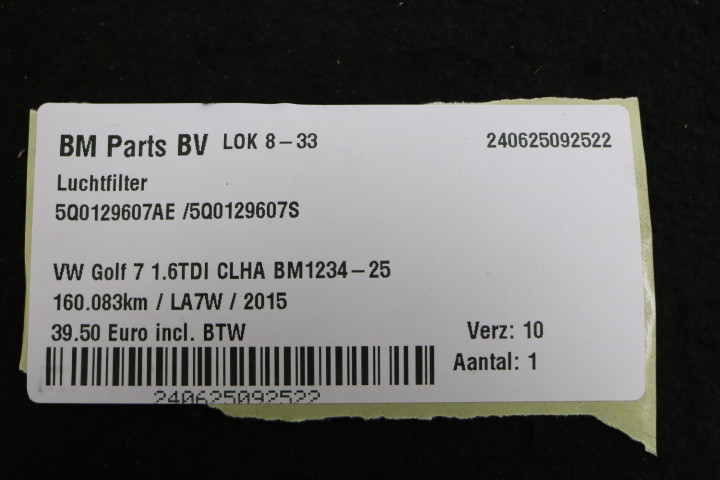 BM Parts BV LOK 8-33 240625092522
Luchtfilter
5Q0129607AE /5Q0129607S
VW Golf 7 1.6TDI CLHA BM1234-25
160.083km / LA7W / 2015
39.50 Euro incl. BTW Verz: 10
Aantal: 1
240625092522